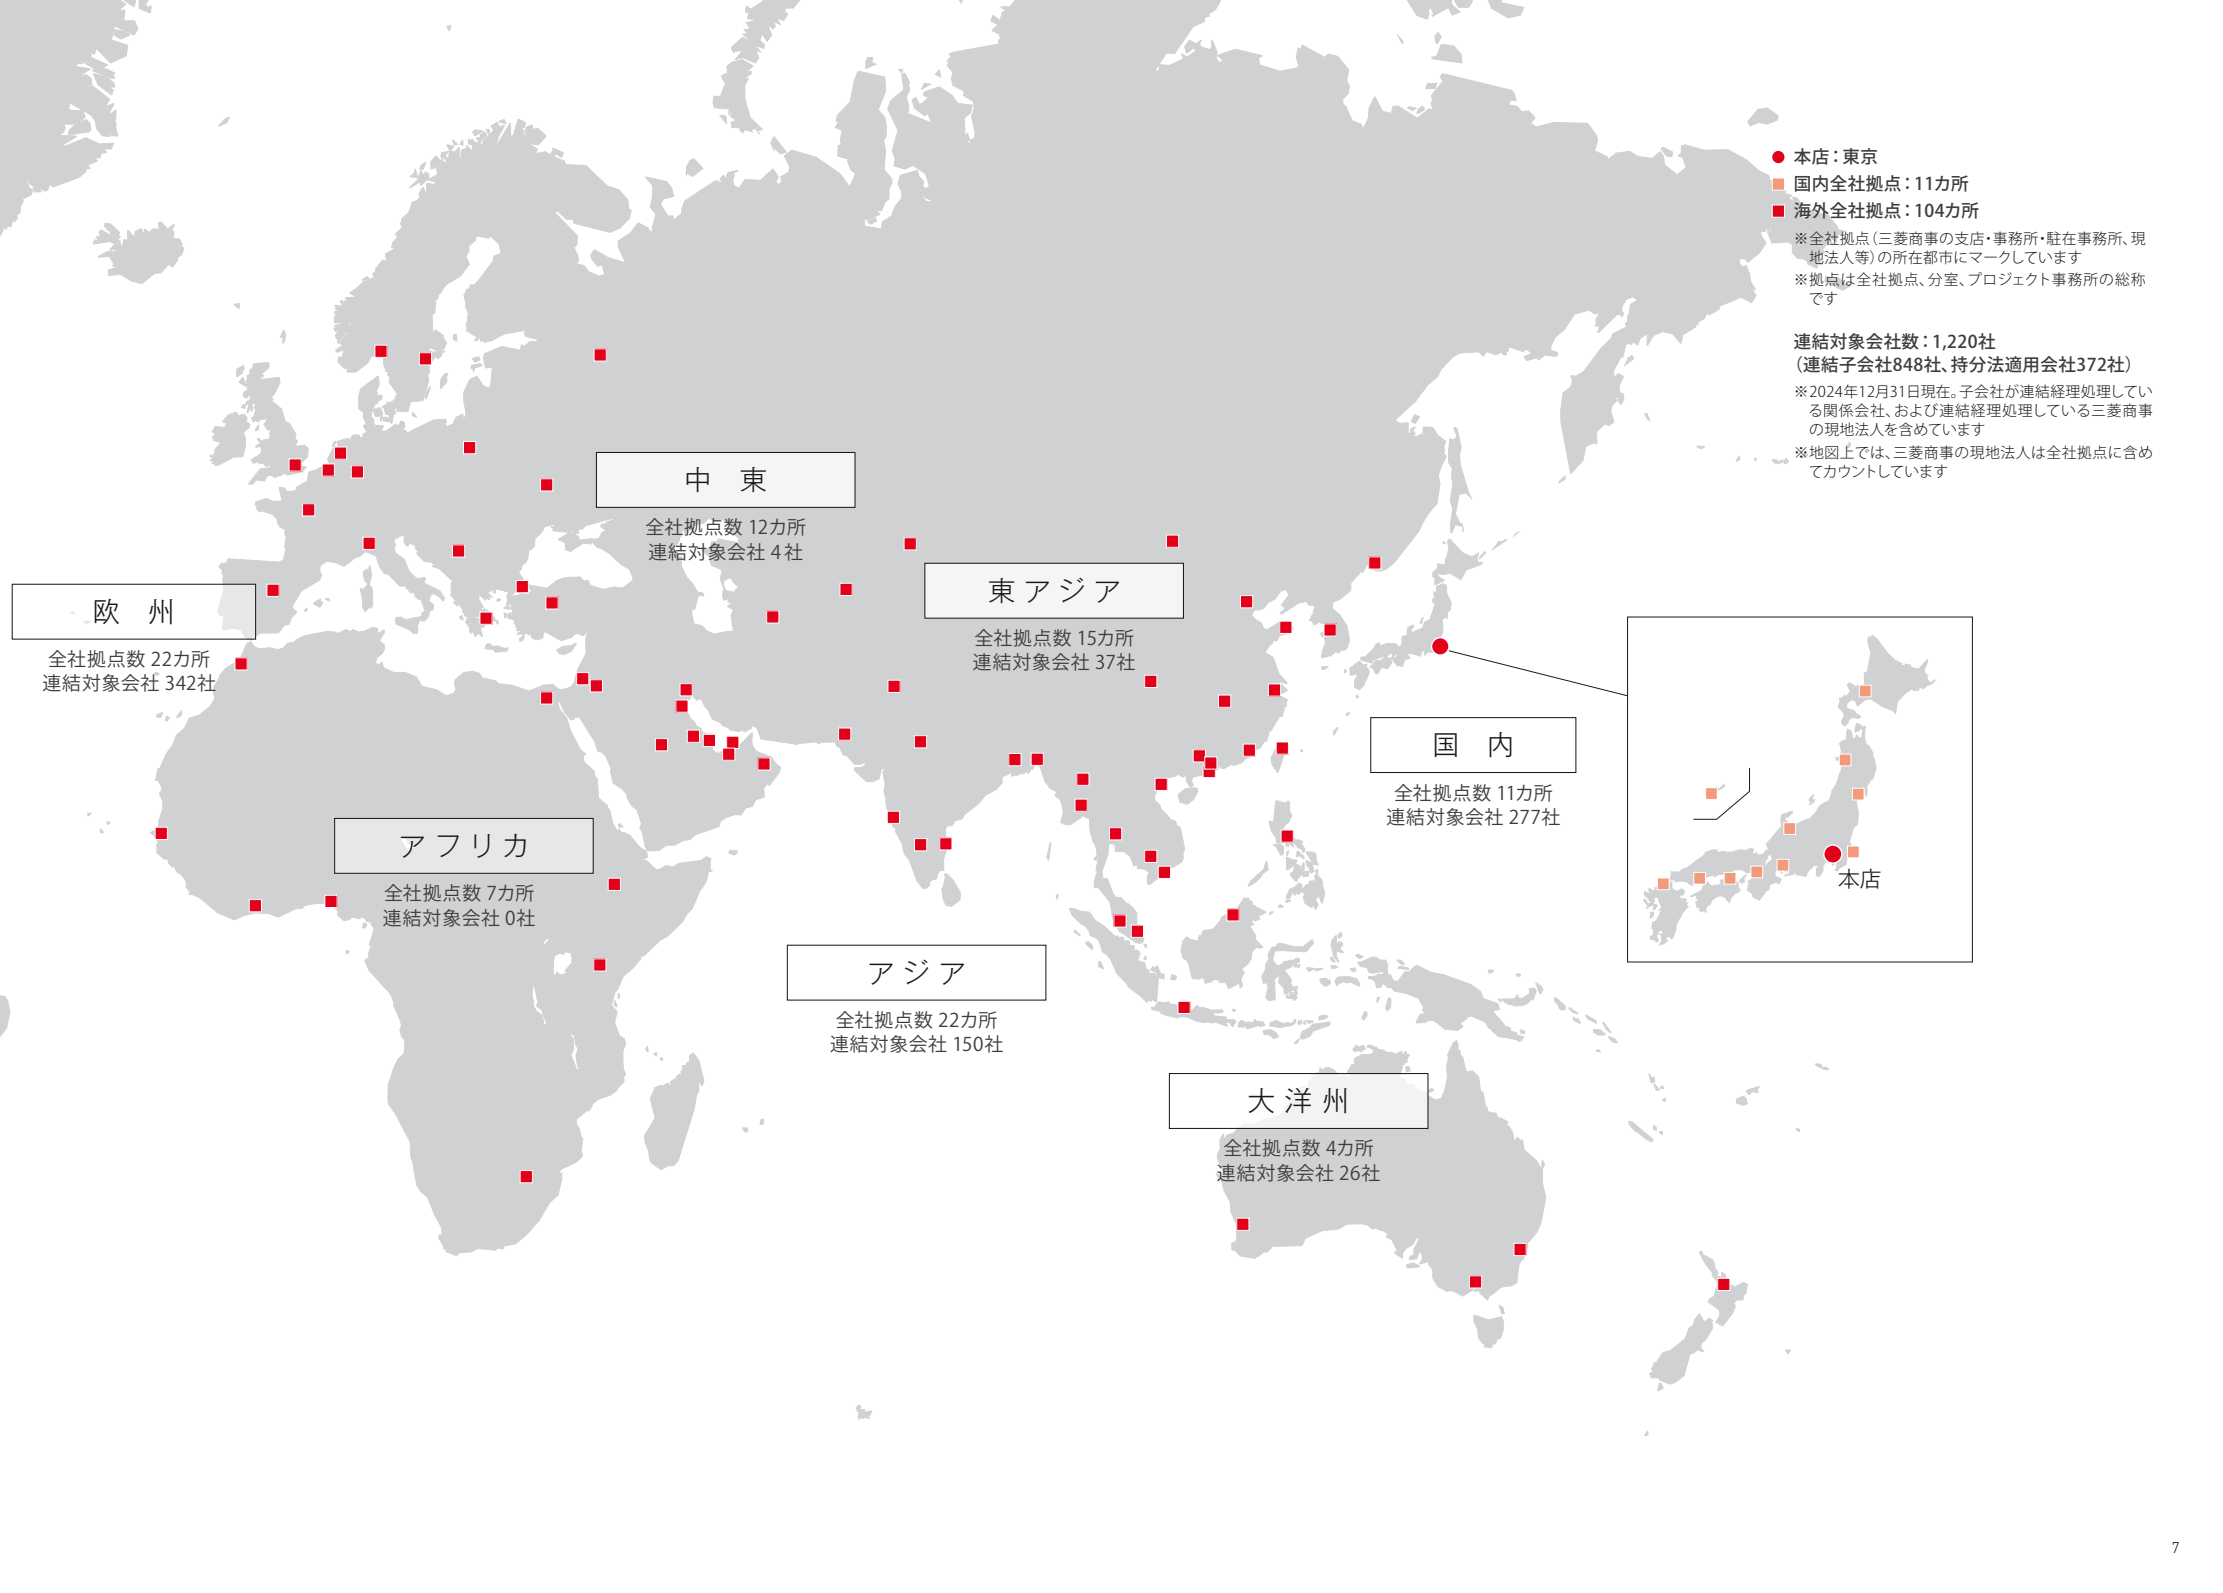 本店：東京
国内全社拠点：11カ所
海外全社拠点：104カ所
※全社拠点（三菱商事の支店・事務所・駐在事務所、現
地法人等）の所在都市にマークしています
※拠点は全社拠点、分室、プロジェクト事務所の総称
です
連結対象会社数：1,220社
（連結子会社848社、持分法適用会社372社）
※2024年12月31日現在。子会社が連結経理処理してい
る関係会社、および連結経理処理している三菱商事
の現地法人を含めています
※地図上では、三菱商事の現地法人は全社拠点に含め
てカウントしています
中 東
全社拠点数 12カ所
連結対象会社 4社
東アジア
全社拠点数 15カ所
連結対象会社 37社
欧 州
全社拠点数 22カ所
連結対象会社 342社
国 内
全社拠点数 11カ所
連結対象会社 277社
アフリカ
全社拠点数 7カ所
連結対象会社 0社
本店
アジア
全社拠点数 22カ所
連結対象会社 150社
大洋州
全社拠点数 4カ所
連結対象会社 26社
7